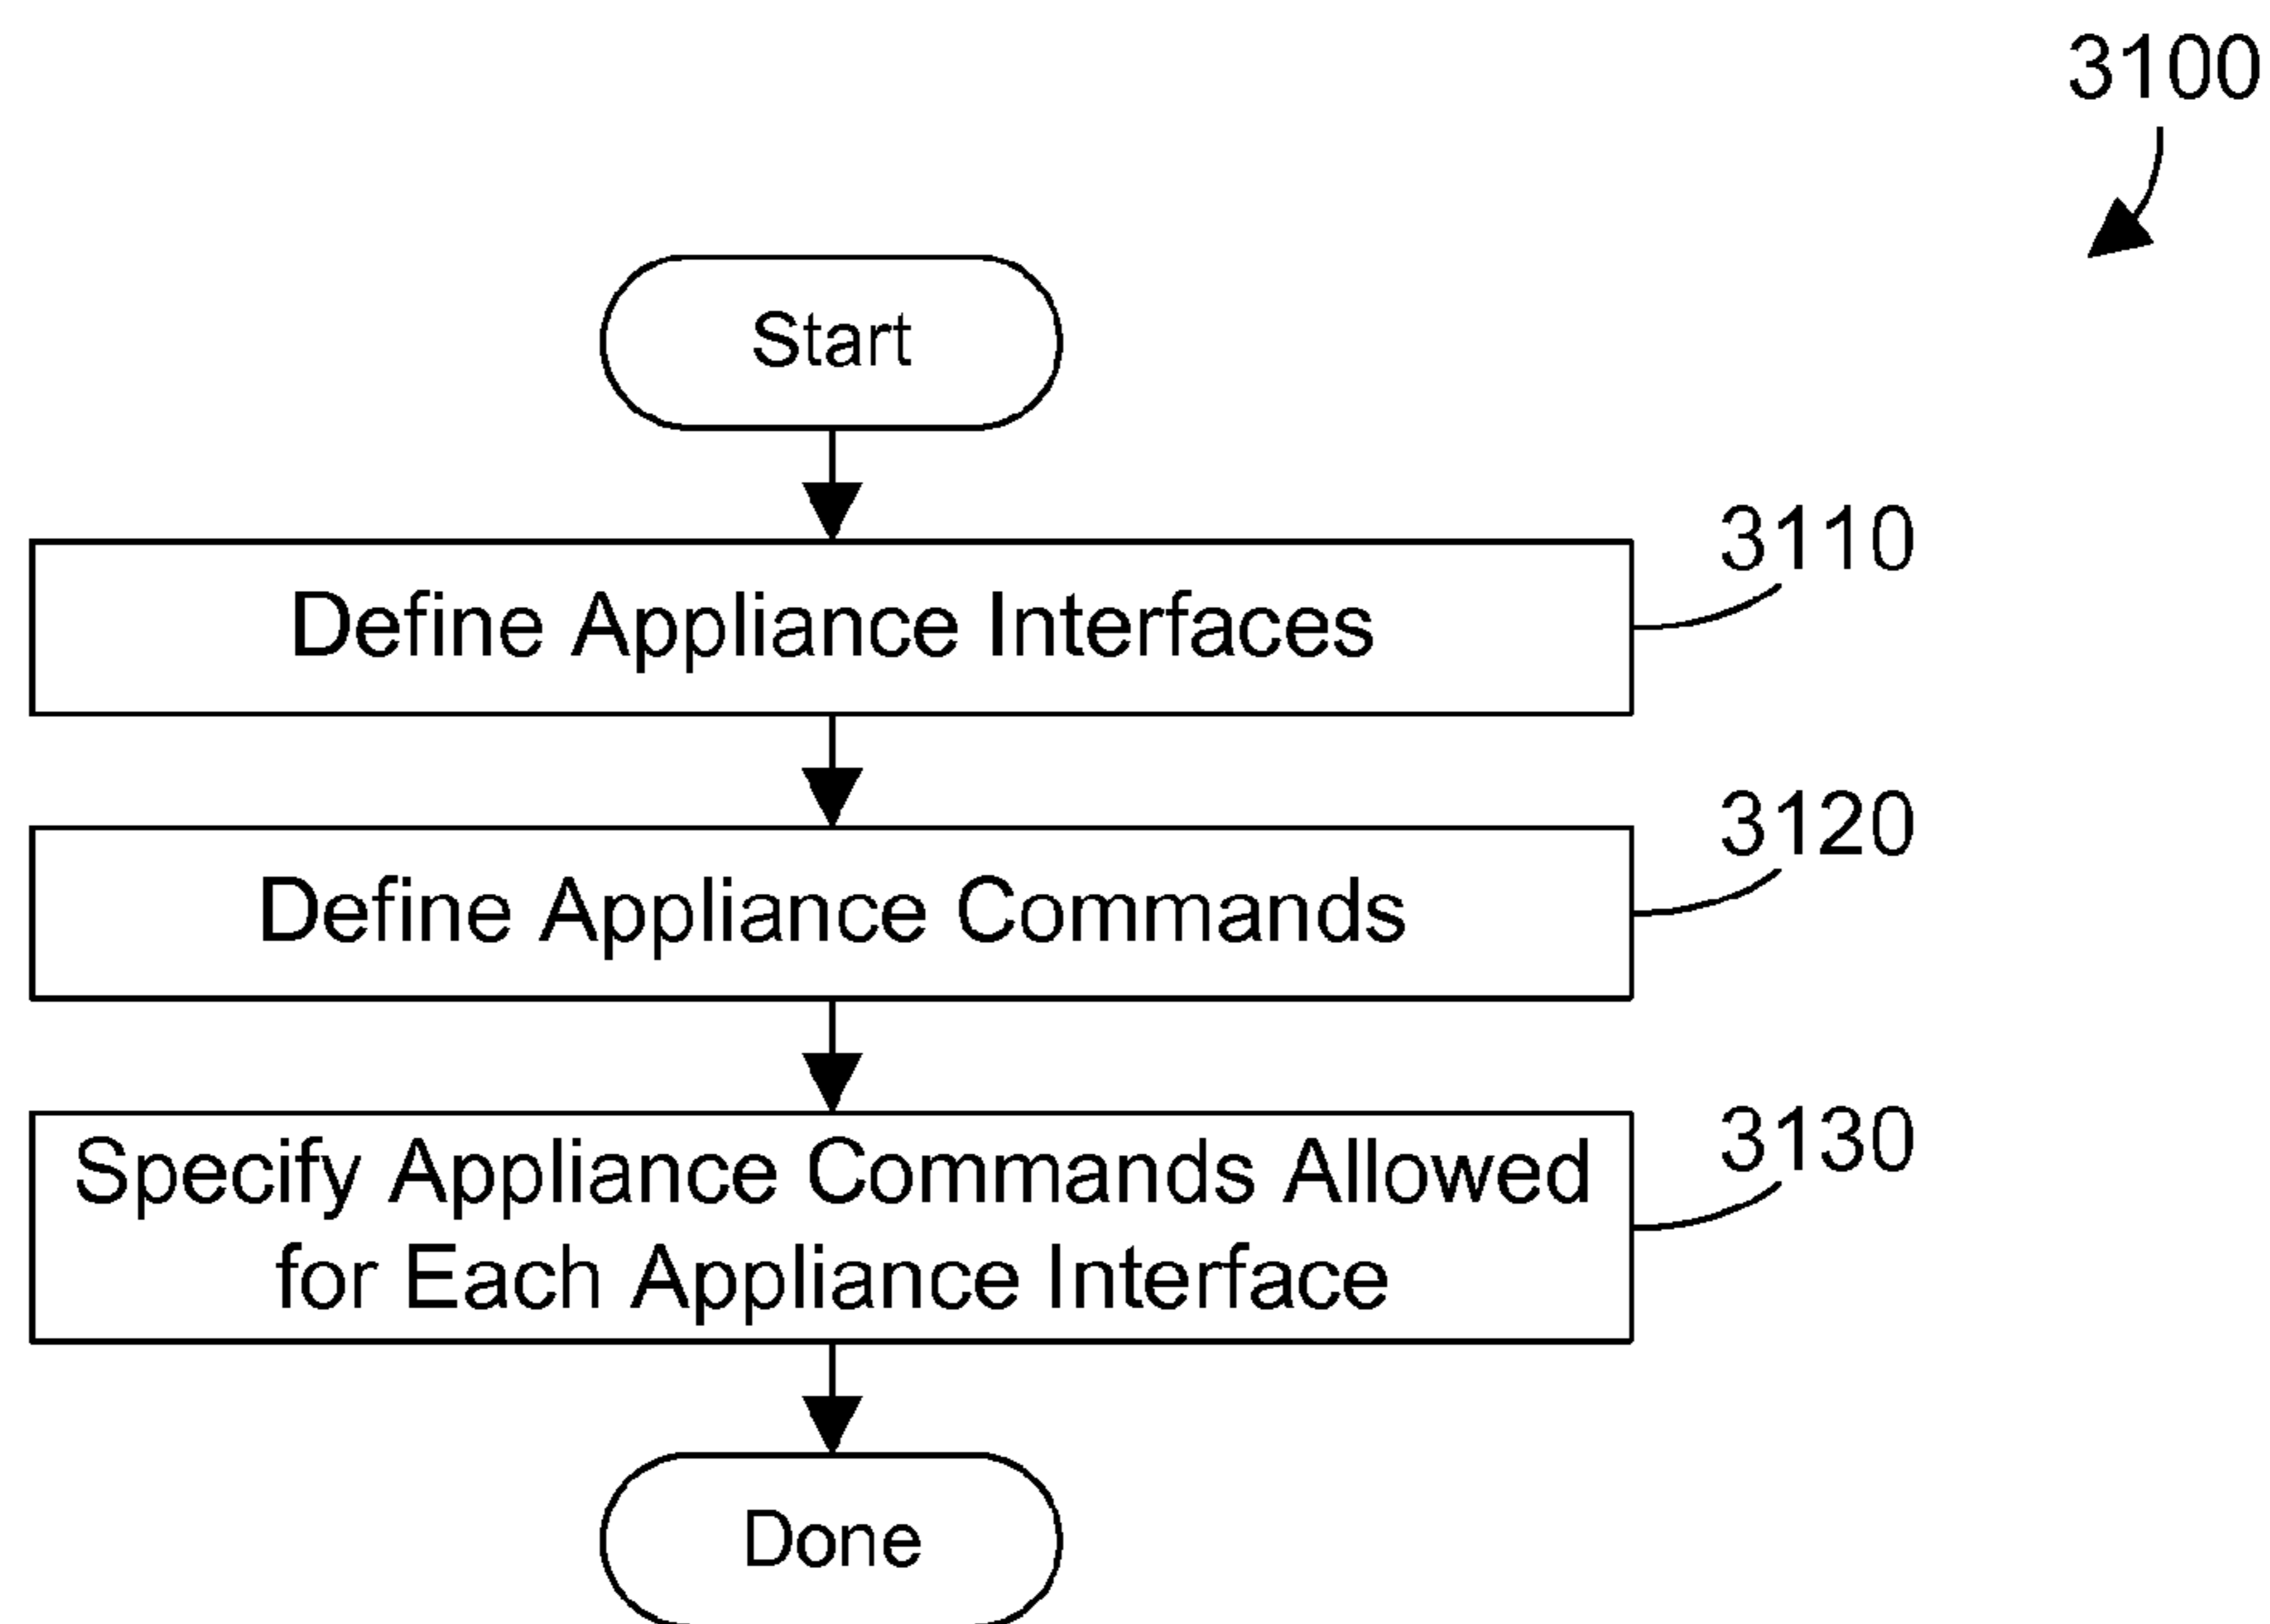 3100
Start
Define Appliance Interfaces
3110
Define Appliance Commands
3120
Specify Appliance Commands Allowed
for Each Appliance Interface
3130
Done